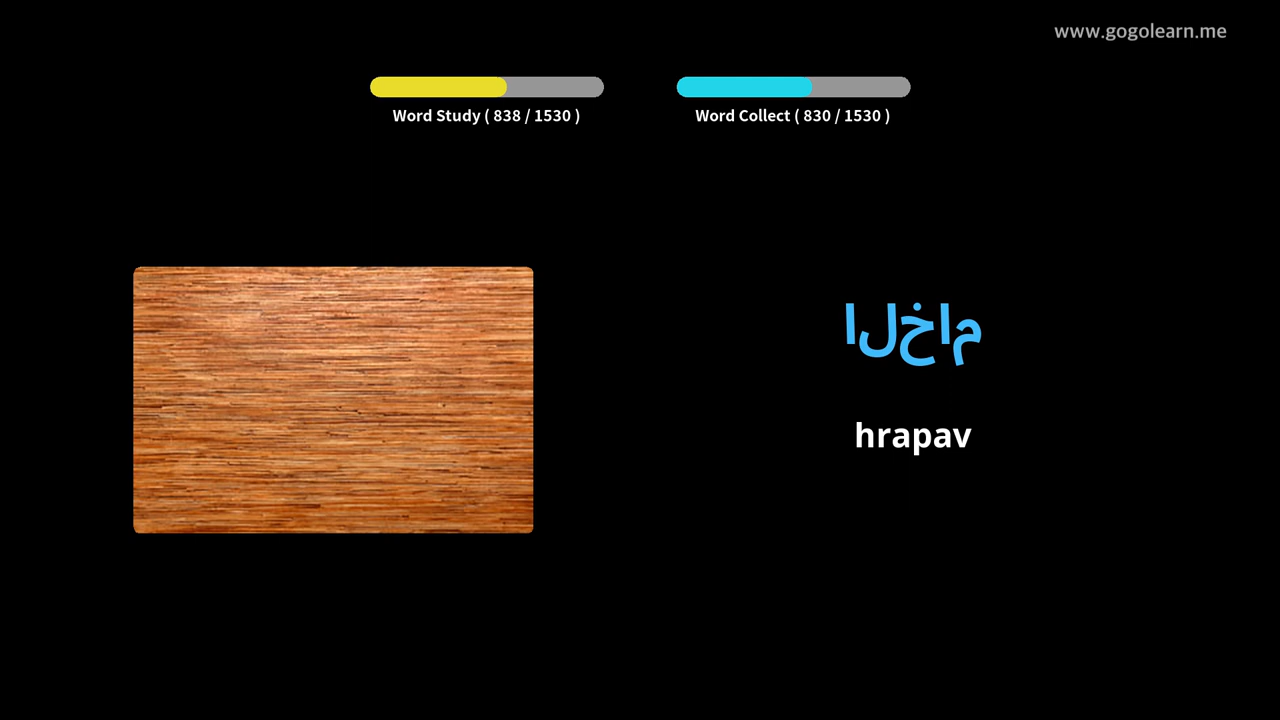 www.gogolearn.me
Word Study ( 838 / 1530 )
Word Collect ( 830 / 1530 )
الخام
hrapav